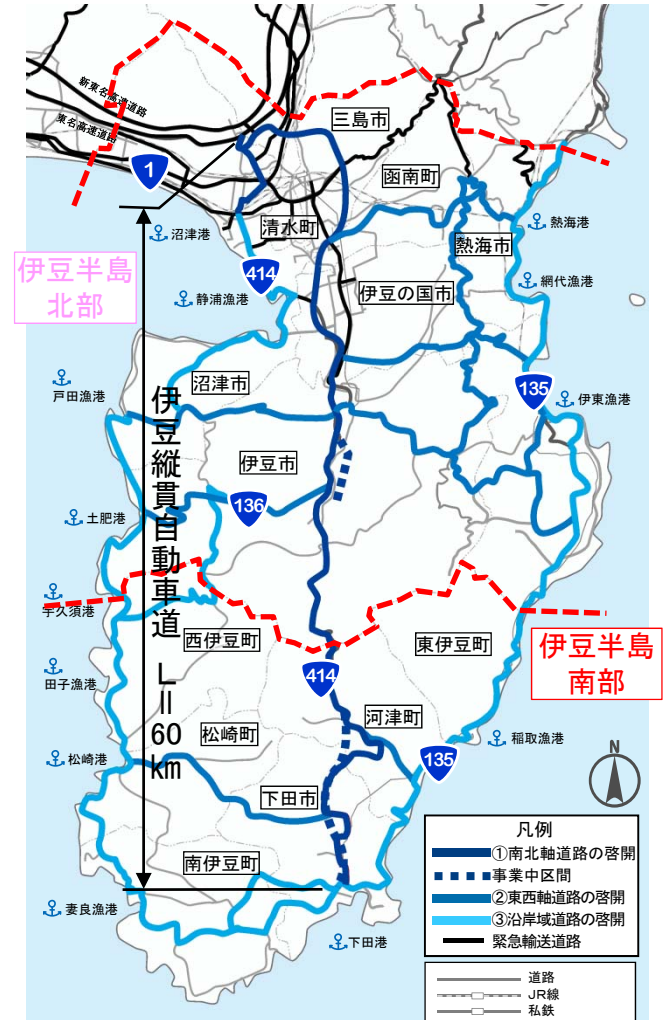 新東名高速道路
東名高速道路
1
三島市
函南町
沼津港
清水町
熱海市
熱海港
伊豆半島
北部
414
静浦漁港
伊豆の国市
網代漁港
沼津市
135
伊東漁港
戸田漁港
伊豆市
136
土肥港
伊豆縦貫自動車道 L=60km
宇久須港
西伊豆町
東伊豆町
伊豆半島
南部
田子漁港
414
河津町
松崎町
稲取漁港
松崎港
135
N
下田市
南伊豆町
妻良漁港
下田港
凡例
①南北軸道路の啓開
事業中区間
②東西軸道路の啓開
③沿岸域道路の啓開
緊急輸送道路
道路
JR線
私鉄